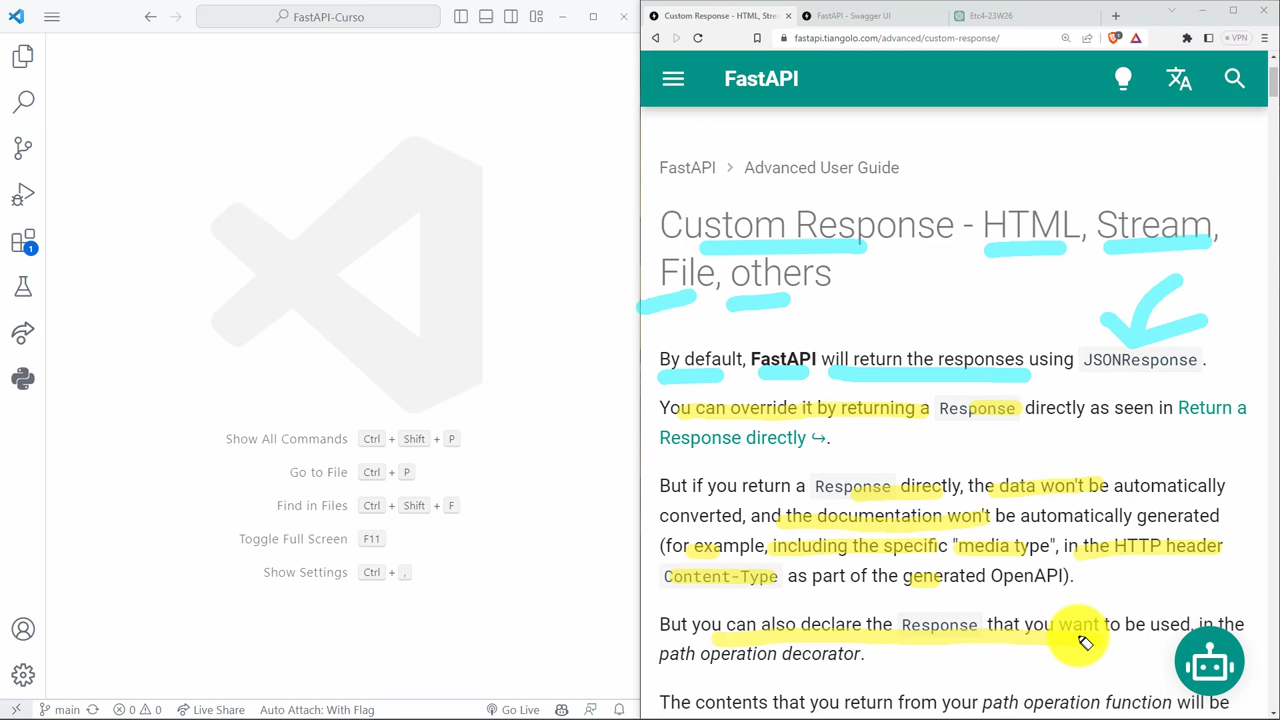 FastAPI-Curso
Show All Commands Ctrl + Shift + P
Go to File Ctrl + P
Find in Files Ctrl + Shift + F
Toggle Full Screen F11
Show Settings Ctrl + ,
1
main 0 0 Live Share Auto Attach: With Flag Go Live
Custom Response - HTML, Stre
FastAPI - Swagger UI
Etc4-23W26
fastapi.tiangolo.com/advanced/custom-response/
VPN
FastAPI
FastAPI > Advanced User Guide
Custom Response - HTML, Stream,
File, others
By default, FastAPI will return the responses using JSONResponse.
You can override it by returning a Response directly as seen in Return a
Response directly ↪.
But if you return a Response directly, the data won't be automatically
converted, and the documentation won't be automatically generated
(for example, including the specific "media type", in the HTTP header
Content-Type as part of the generated OpenAPI).
But you can also declare the Response that you want to be used, in the
path operation decorator.
The contents that you return from your path operation function will be